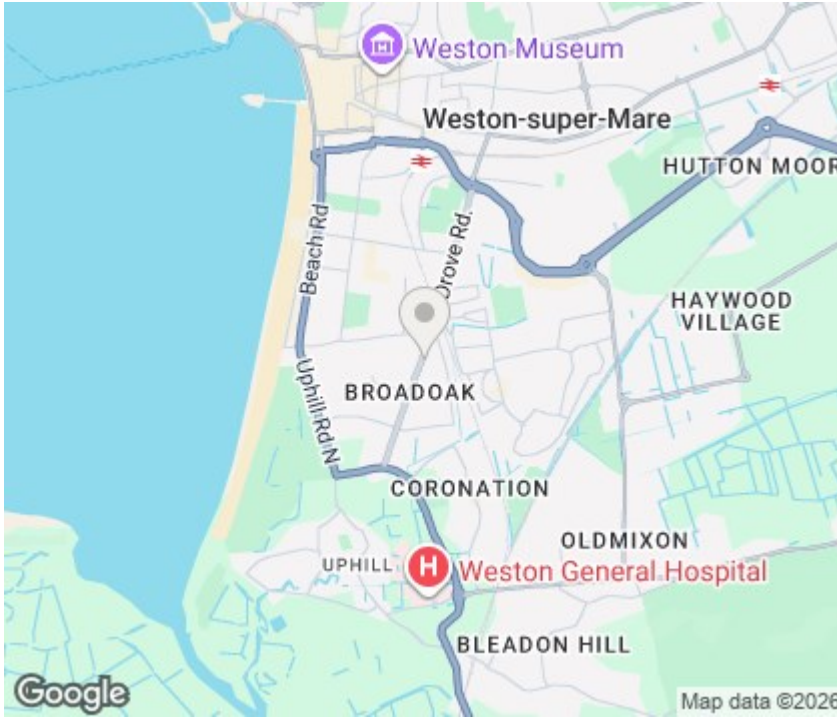 Weston Museum
Weston-super-Mare
HUTTON MOOR
Beach Rd
Drove Rd.
HAYWOOD
VILLAGE
BROADOAK
Uphill Rd N
CORONATION
OLDMIXON
UPHILL
H
Weston General Hospital
BLEADON HILL
Google
Map data ©2026